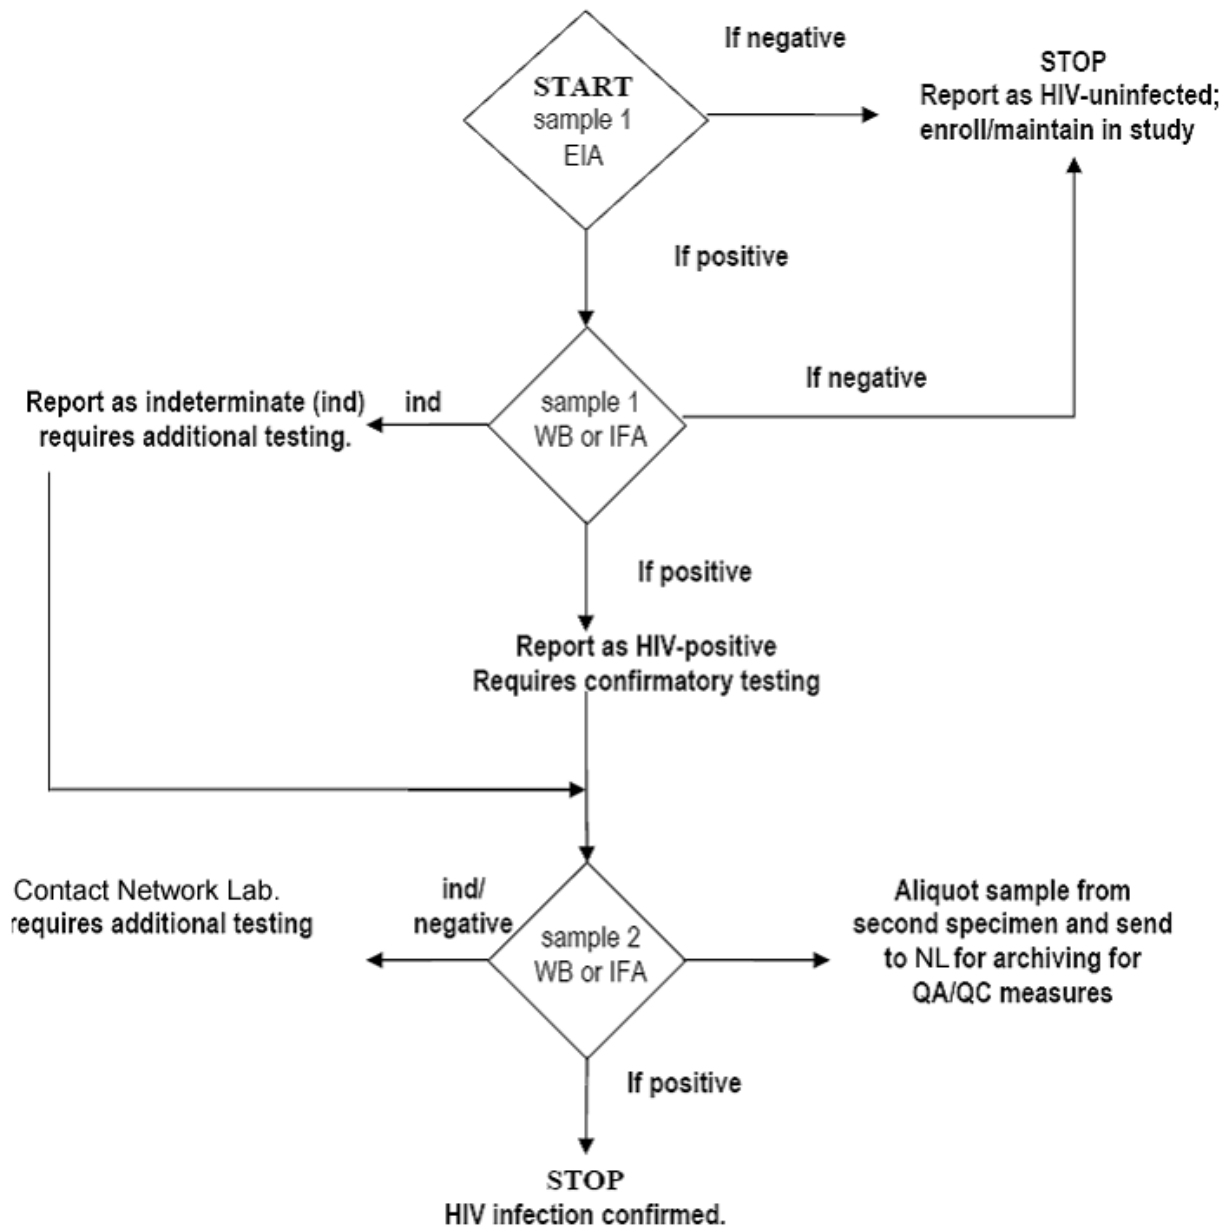 If negative
START
sample 1
EIA
STOP
Report as HIV-uninfected;
enroll/maintain in study
If positive
Report as indeterminate (ind)
requires additional testing.
ind
sample 1
WB or IFA
If negative
If positive
Report as HIV-positive
Requires confirmatory testing
Contact Network Lab.
requires additional testing
ind/
negative
sample 2
WB or IFA
Aliquot sample from
second specimen and send
to NL for archiving for
QA/QC measures
If positive
STOP
HIV infection confirmed.